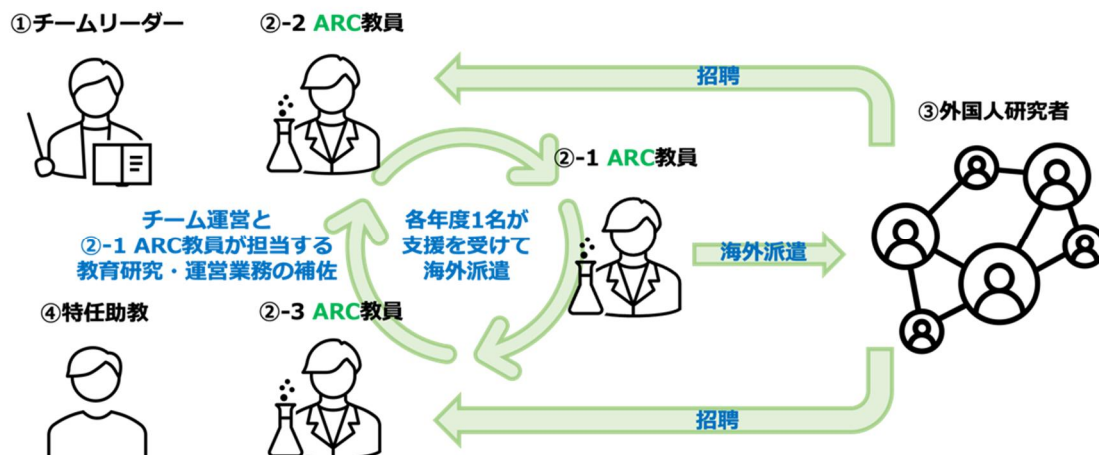 ①チームリーダー
②-2 ARC教員
招聘
③外国人研究者
②-1 ARC教員
チーム運営と
②-1 ARC教員が担当する
教育研究・運営業務の補佐
各年度1名が
支援を受けて
海外派遣
海外派遣
④特任助教
②-3 ARC教員
招聘